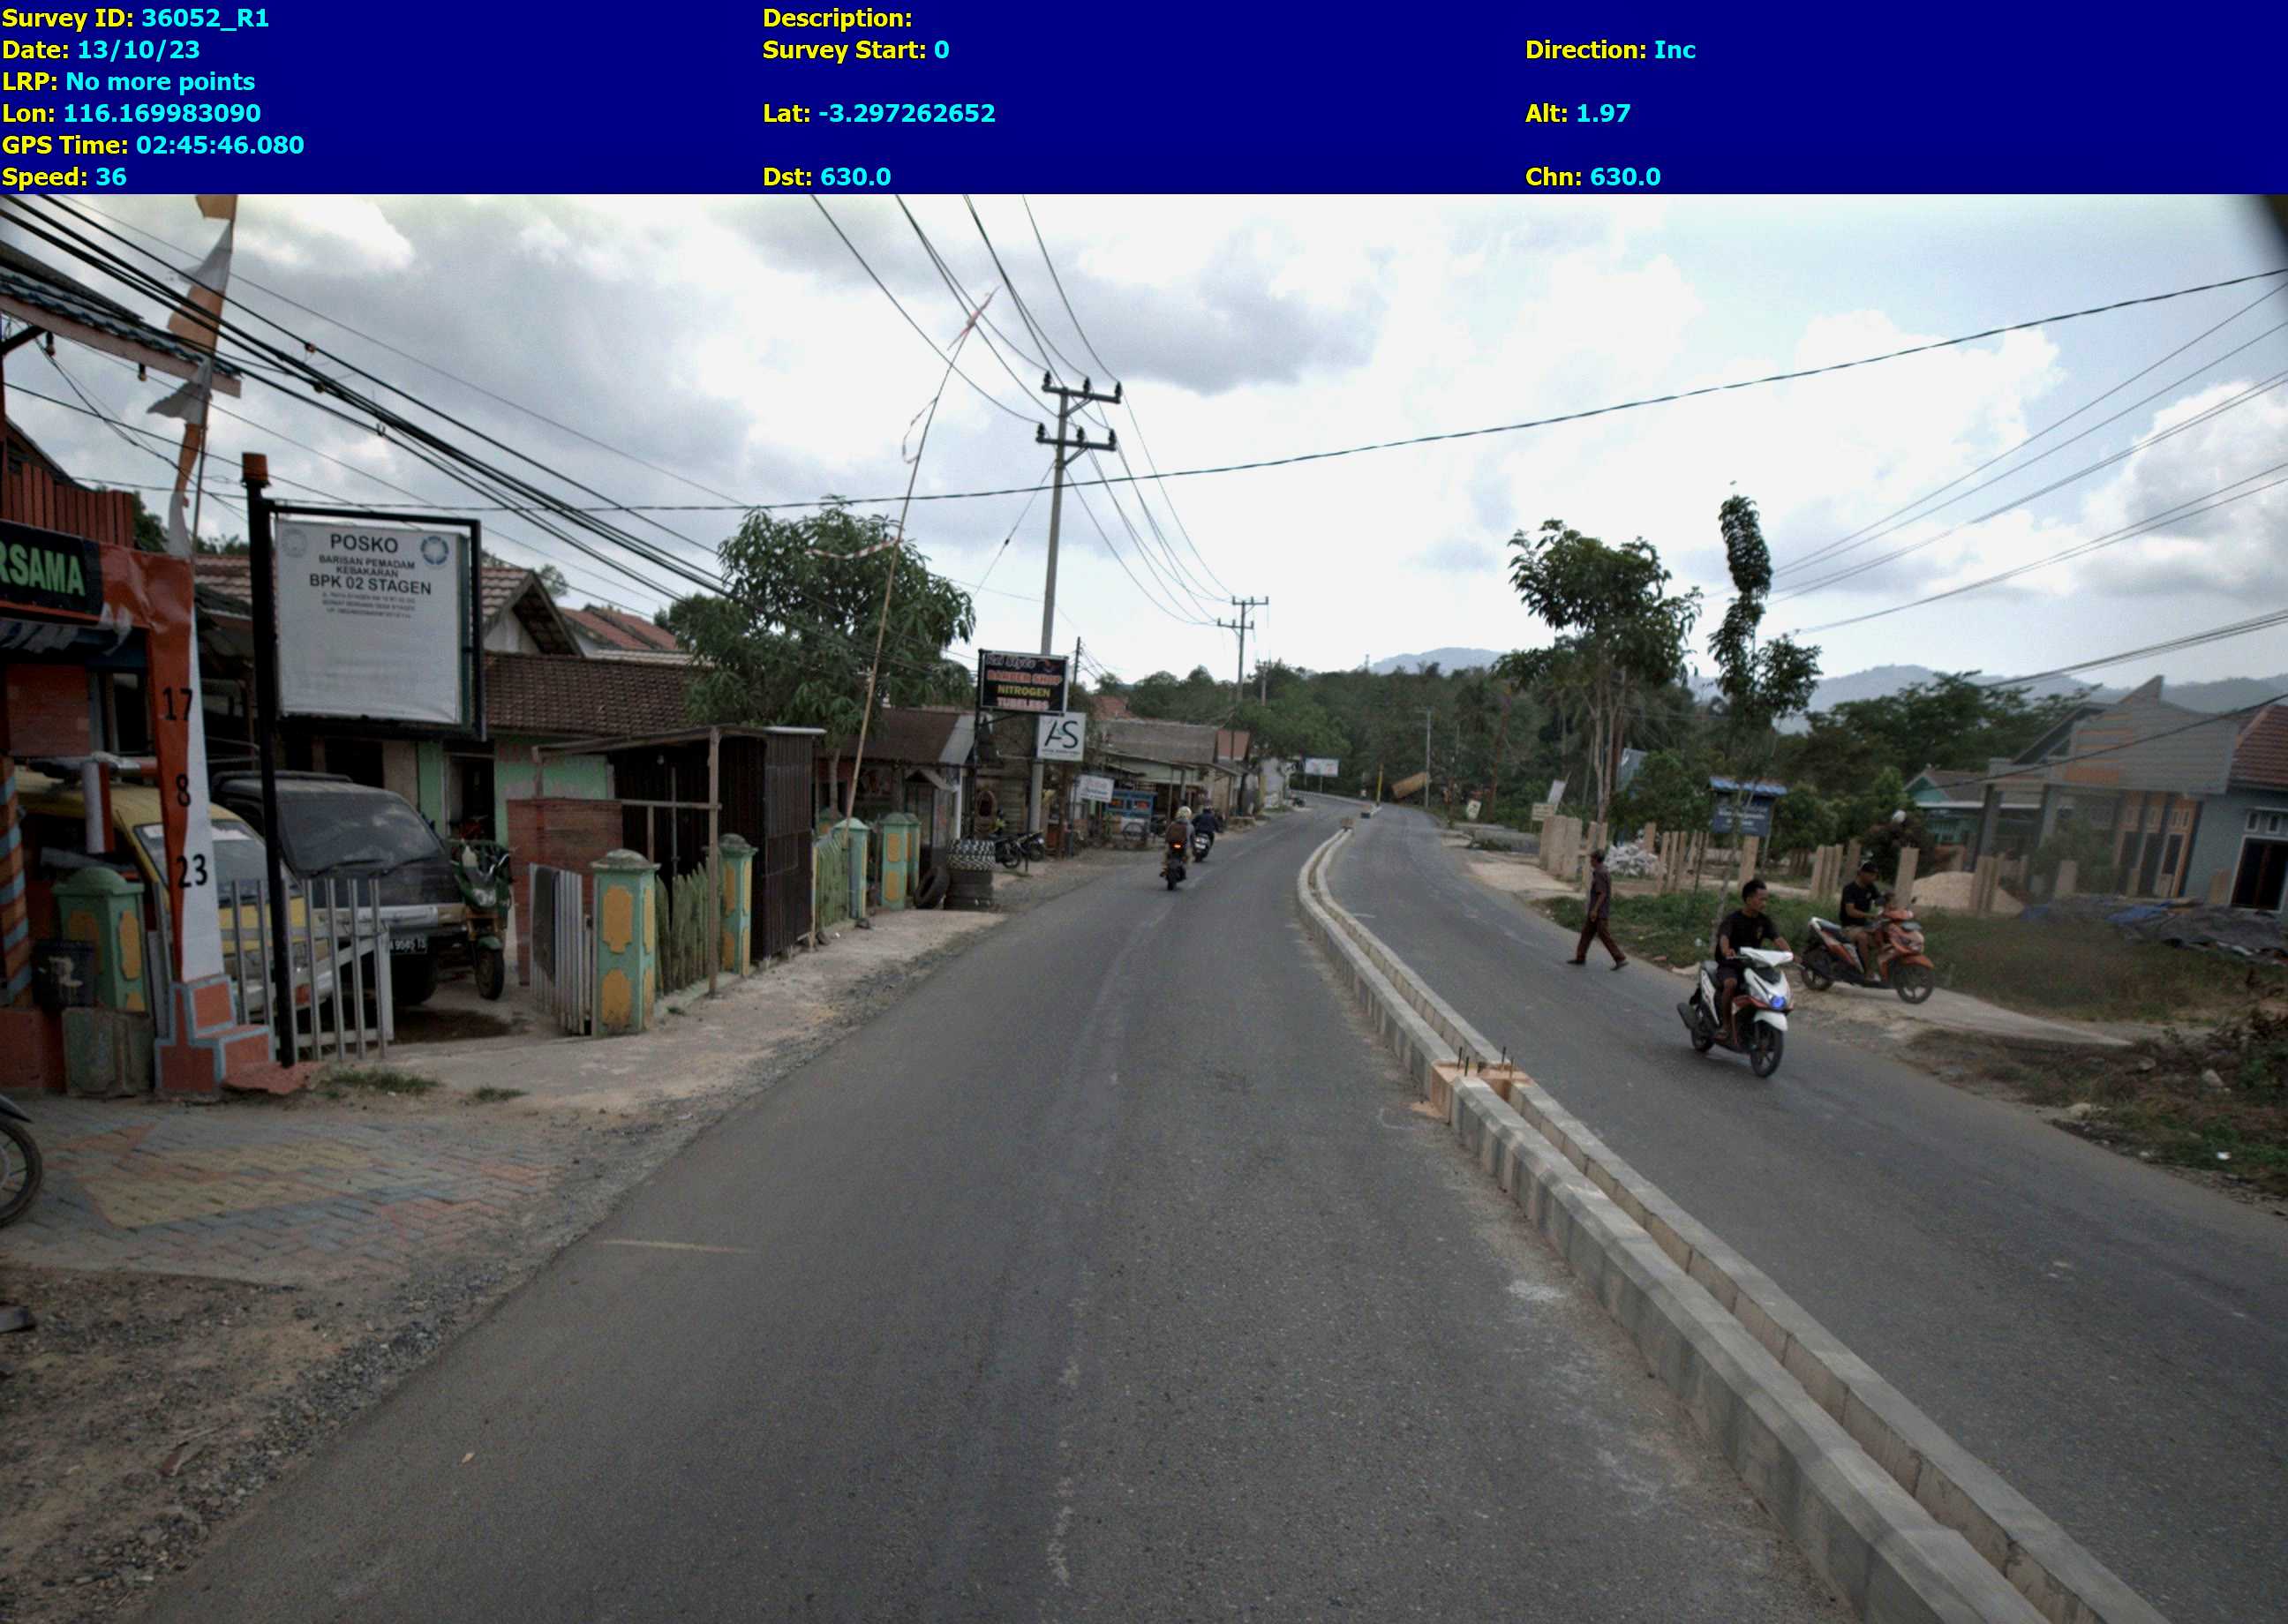 Survey ID: 36052_R1
Description:
Date: 13/10/23
Survey Start: 0
Direction: Inc
LRP: No more points
Lon: 116.169983090
Lat: -3.297262652
Alt: 1.97
GPS Time: 02:45:46.080
Speed: 36
Dst: 630.0
Chn: 630.0
RSAMA
POSKO
BARISAN PEMADAM
KEBAKARAN
BPK 02 STAGEN
17
8
23
BARBER SHOP
NITROGEN
TUBELESS
AS